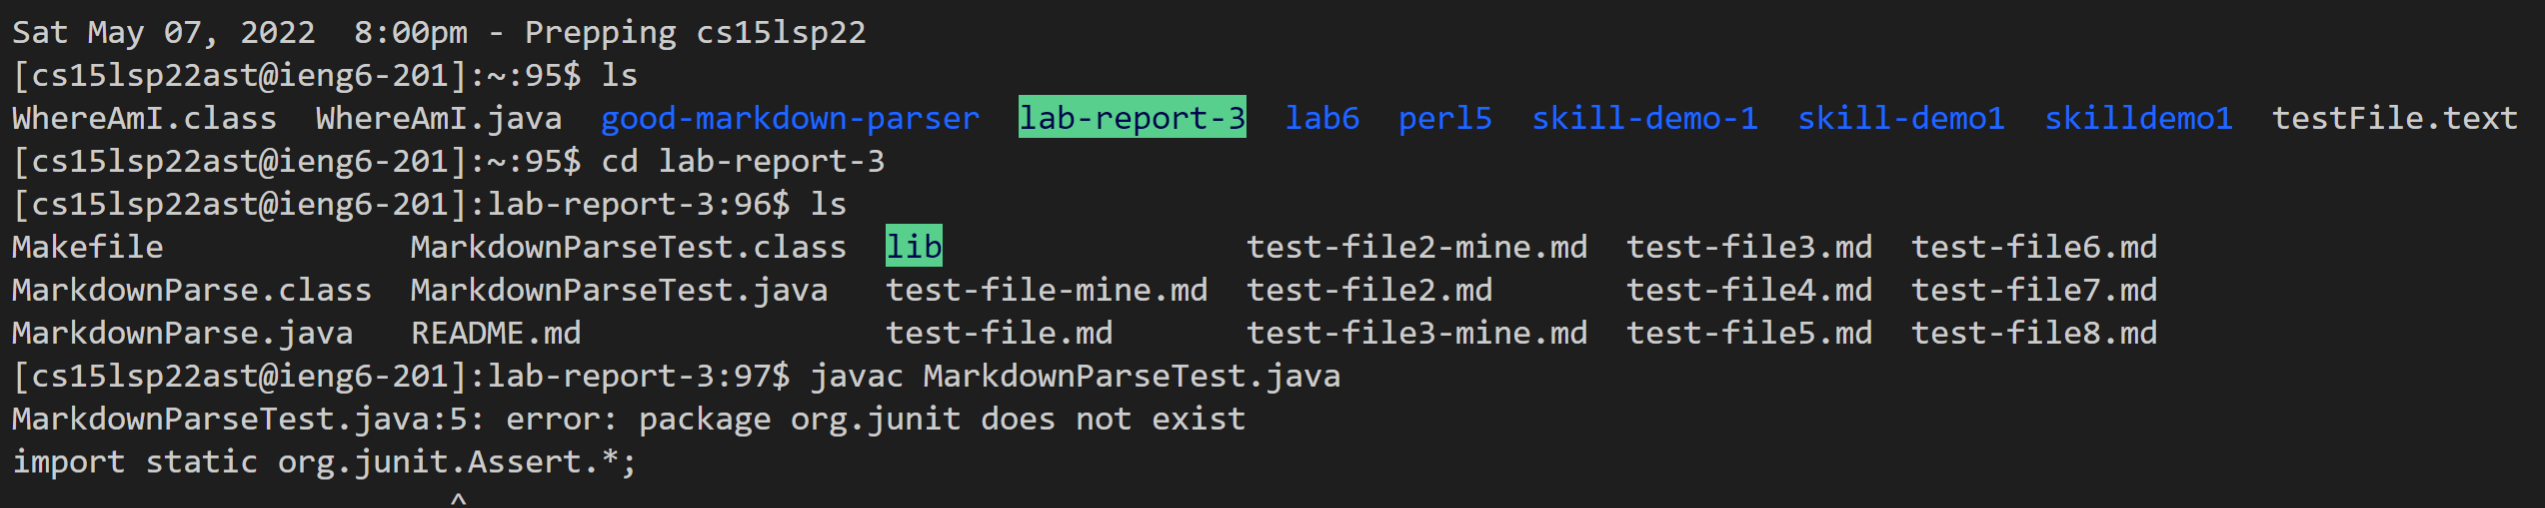 Sat May 07, 2022  8:00pm - Prepping cs15lsp22
[cs15lsp22ast@ieng6-201]:~:95$ ls
WhereAmI.class  WhereAmI.java  good-markdown-parser  lab-report-3  lab6  perl5  skill-demo-1  skill-demo1  skilldemo1  testFile.text
[cs15lsp22ast@ieng6-201]:~:95$ cd lab-report-3
[cs15lsp22ast@ieng6-201]:lab-report-3:96$ ls
Makefile             MarkdownParseTest.class  lib                test-file2-mine.md  test-file3.md  test-file6.md
MarkdownParse.class  MarkdownParseTest.java   test-file-mine.md  test-file2.md       test-file4.md  test-file7.md
MarkdownParse.java   README.md                test-file.md       test-file3-mine.md  test-file5.md  test-file8.md
[cs15lsp22ast@ieng6-201]:lab-report-3:97$ javac MarkdownParseTest.java
MarkdownParseTest.java:5: error: package org.junit does not exist
import static org.junit.Assert.*;
                       ^